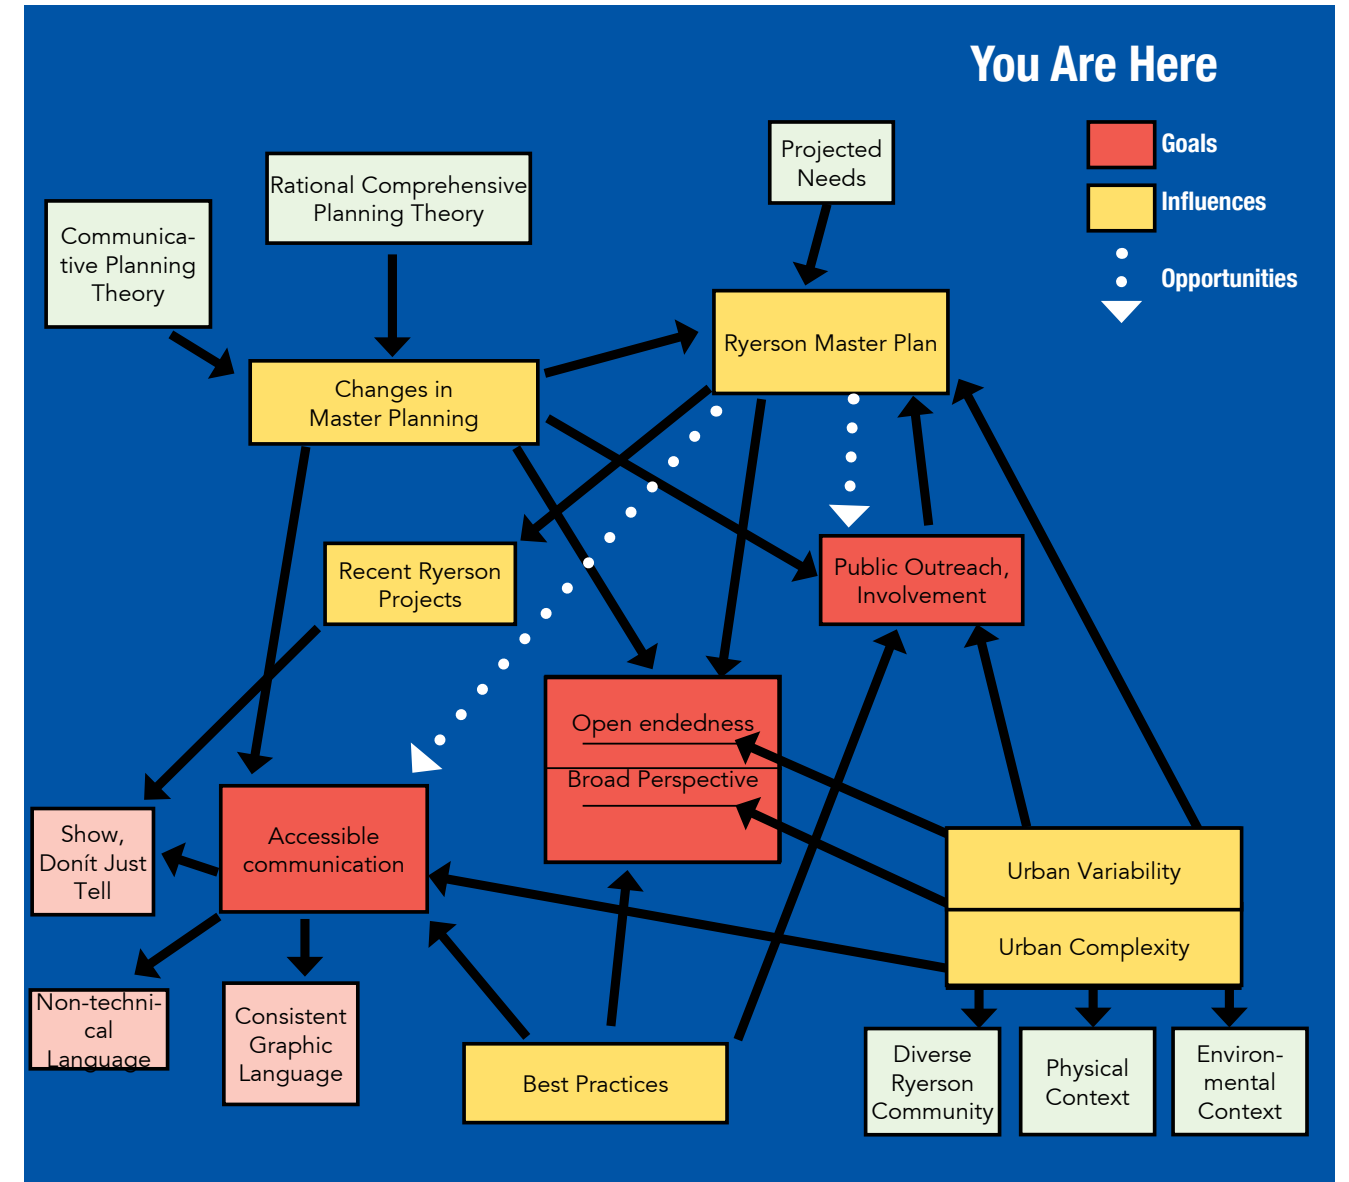 You Are Here
Goals
Influences
Opportunities
Projected
Needs
Rational Comprehensive
Planning Theory
Communica-
tive Planning
Theory
Ryerson Master Plan
Changes in
Master Planning
Recent Ryerson
Projects
Public Outreach,
Involvement
Open endedness
Broad Perspective
Show,
Donít Just
Tell
Accessible
communication
Urban Variability
Urban Complexity
Non-techni-
cal
Language
Consistent
Graphic
Language
Best Practices
Diverse
Ryerson
Community
Physical
Context
Environ-
mental
Context